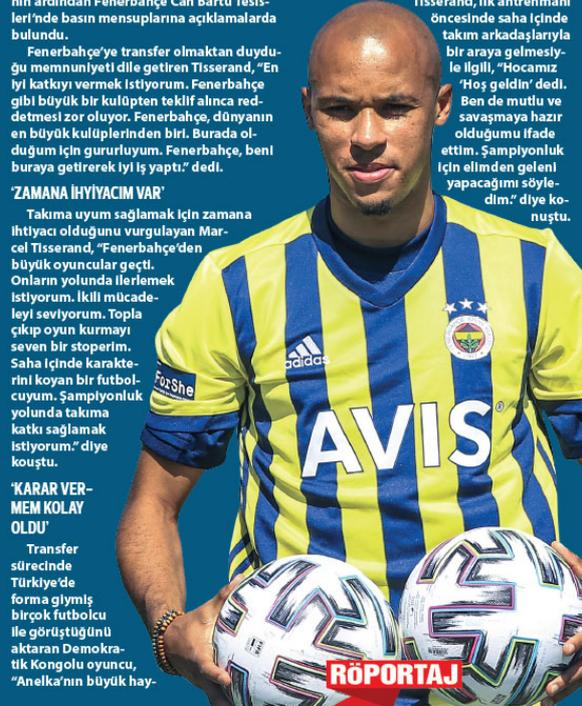 nin ardından Fenerbahçe Can Bartu Tesis-
leri’nde basın mensuplarına açıklamalarda
bulundu.
Fenerbahçe’ye transfer olmaktan duydu-
ğu memnuniyeti dile getiren Tisserand, “En
iyi katkıyı vermek istiyorum. Fenerbahçe
gibi büyük bir kulüpten teklif alınca red-
detmesi zor oluyor. Fenerbahçe, dünyanın
en büyük kulüplerinden biri. Burada ol-
duğum için gururluyum. Fenerbahçe, beni
buraya getirerek iyi iş yaptı.” dedi.
‘ZAMANA İHYİYACIM VAR’
Takıma uyum sağlamak için zamana
ihtiyacı olduğunu vurgulayan Mar-
cel Tisserand, “Fenerbahçe’den
büyük oyuncular geçti.
Onların yolunda ilerlemek
istiyorum. İkili mücade-
leyi seviyorum. Topla
çıkıp oyun kurmayı
seven bir stoperim.
Saha içinde karakte-
rini koyan bir futbol-
cuyum. Şampiyonluk
yolunda takıma
katkı sağlamak
istiyorum.” diye
kouştu.
‘KARAR VER-
MEM KOLAY
OLDU’
Transfer
sürecinde
Türkiye’de
forma giymiş
birçok futbolcu
ile görüştüğünü
aktaran Demokra-
tik Kongolu oyuncu,
“Anelka’nın büyük hay-
Tisserand, ilk antrenmanı
öncesinde saha içinde
takım arkadaşlarıyla
bir araya gelmesiy-
le ilgili, “Hocamız
‘Hoş geldin’ dedi.
Ben de mutlu ve
savaşmaya hazır
olduğumu ifade
ettim. Şampiyonluk
için elimden geleni
yapacağımı söyle-
dim.” diye ko-
nuştu.
adidas
ForShe
AVIS
RÖPORTAJ